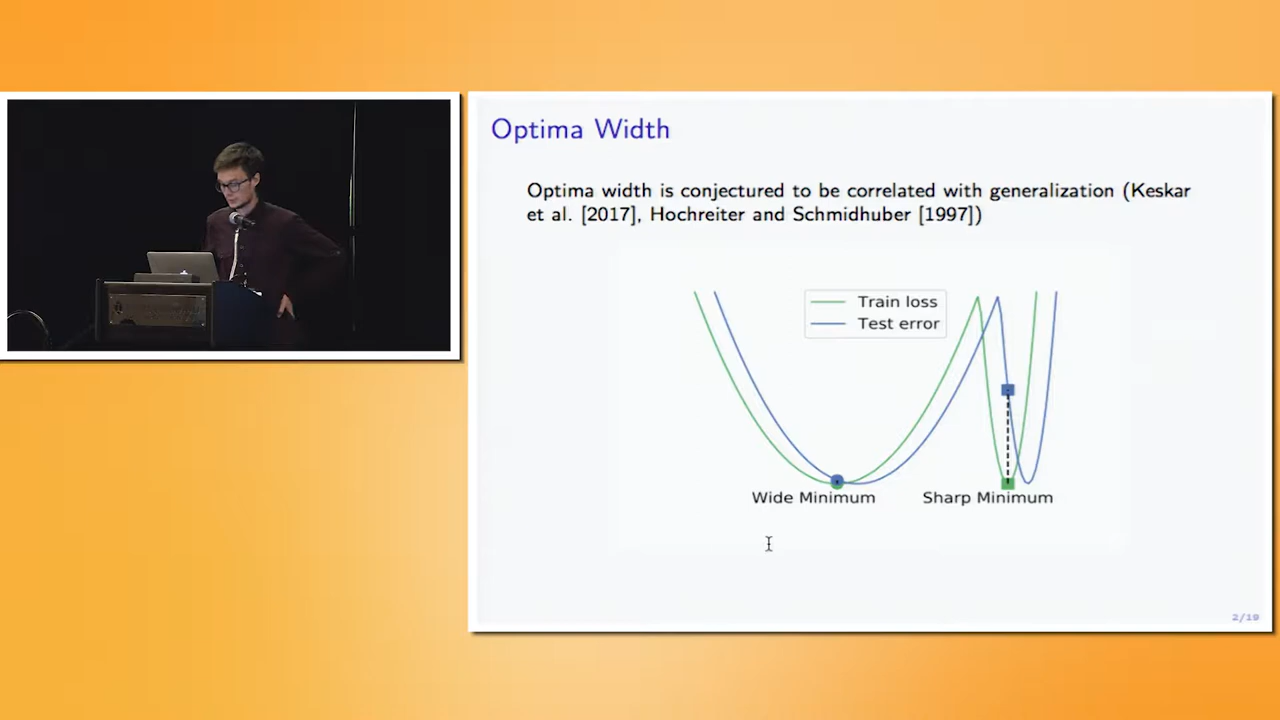 Optima Width
Optima width is conjectured to be correlated with generalization (Keskar
et al. [2017], Hochreiter and Schmidhuber [1997])
Train loss
Test error
Wide Minimum
Sharp Minimum
2/19